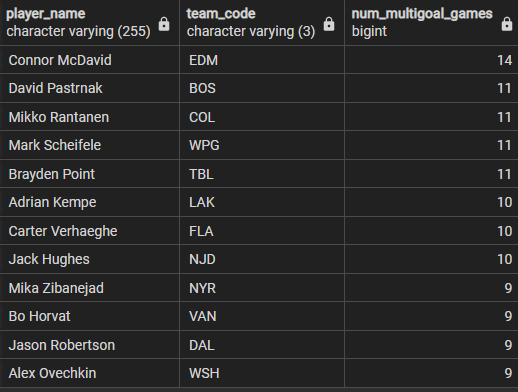 player_name team_code num_multigoal_games
character varying (255) character varying (3) bigint
Connor McDavid EDM 14
David Pastrnak BOS 11
Mikko Rantanen COL 11
Mark Scheifele WPG 11
Brayden Point TBL 11
Adrian Kempe LAK 10
Carter Verhaeghe FLA 10
Jack Hughes NJD 10
Mika Zibanejad NYR 9
Bo Horvat VAN 9
Jason Robertson DAL 9
Alex Ovechkin WSH 9